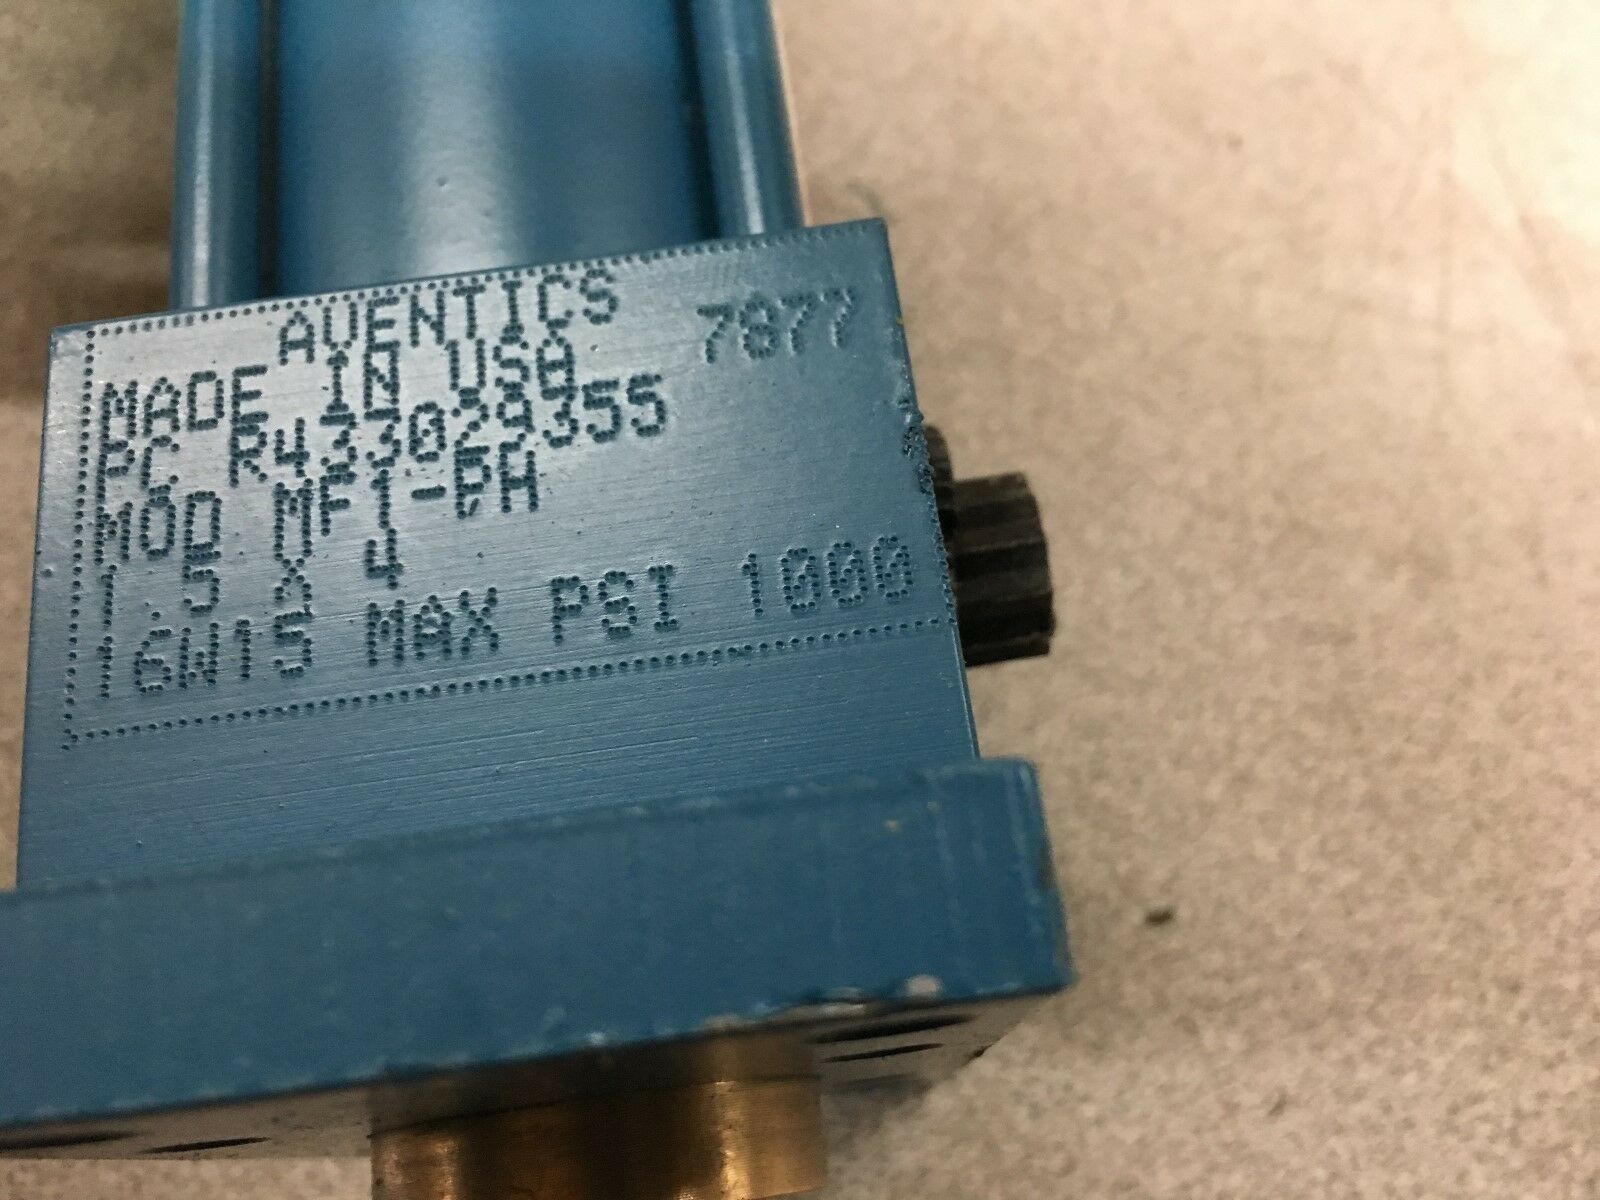 AVENTICS 7877
MADE IN USA
PC R433029355
MOD MF1-PH
1.5 X 4
16W15 MAX PSI 1000